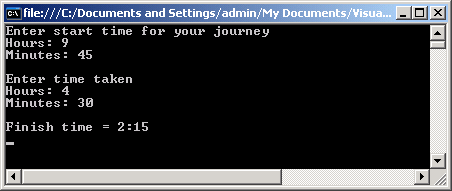 file:///C:/Documents and Settings/admin/My Documents/Visua...
Enter start time for your journey
Hours: 9
Minutes: 45
Enter time taken
Hours: 4
Minutes: 30
Finish time = 2:15